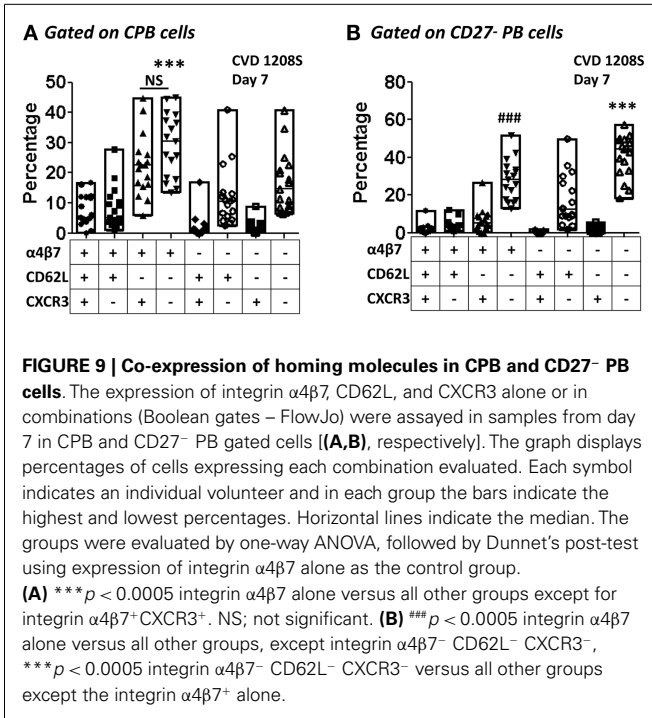 A Gated on CPB cells
*** CVD 1208S
NS Day 7
Percentage
50
40
30
20
10
0
α4β7 + + + + - - - -
CD62L + + - - + + - -
CXCR3 + - + - + - + -
B Gated on CD27⁻ PB cells
CVD 1208S
Day 7
### ***
Percentage
80
60
40
20
0
α4β7 + + + + - - - -
CD62L + + - - + + - -
CXCR3 + - + - + - + -
FIGURE 9 | Co-expression of homing molecules in CPB and CD27⁻ PB
cells. The expression of integrin α4β7, CD62L, and CXCR3 alone or in
combinations (Boolean gates – FlowJo) were assayed in samples from day
7 in CPB and CD27⁻ PB gated cells [(A,B), respectively]. The graph displays
percentages of cells expressing each combination evaluated. Each symbol
indicates an individual volunteer and in each group the bars indicate the
highest and lowest percentages. Horizontal lines indicate the median. The
groups were evaluated by one-way ANOVA, followed by Dunnet's post-test
using expression of integrin α4β7 alone as the control group.
(A) ***p < 0.0005 integrin α4β7 alone versus all other groups except for
integrin α4β7⁺CXCR3⁺. NS; not significant. (B) ###p < 0.0005 integrin α4β7
alone versus all other groups, except integrin α4β7⁻ CD62L⁻ CXCR3⁻,
***p < 0.0005 integrin α4β7⁻ CD62L⁻ CXCR3⁻ versus all other groups
except the integrin α4β7⁺ alone.